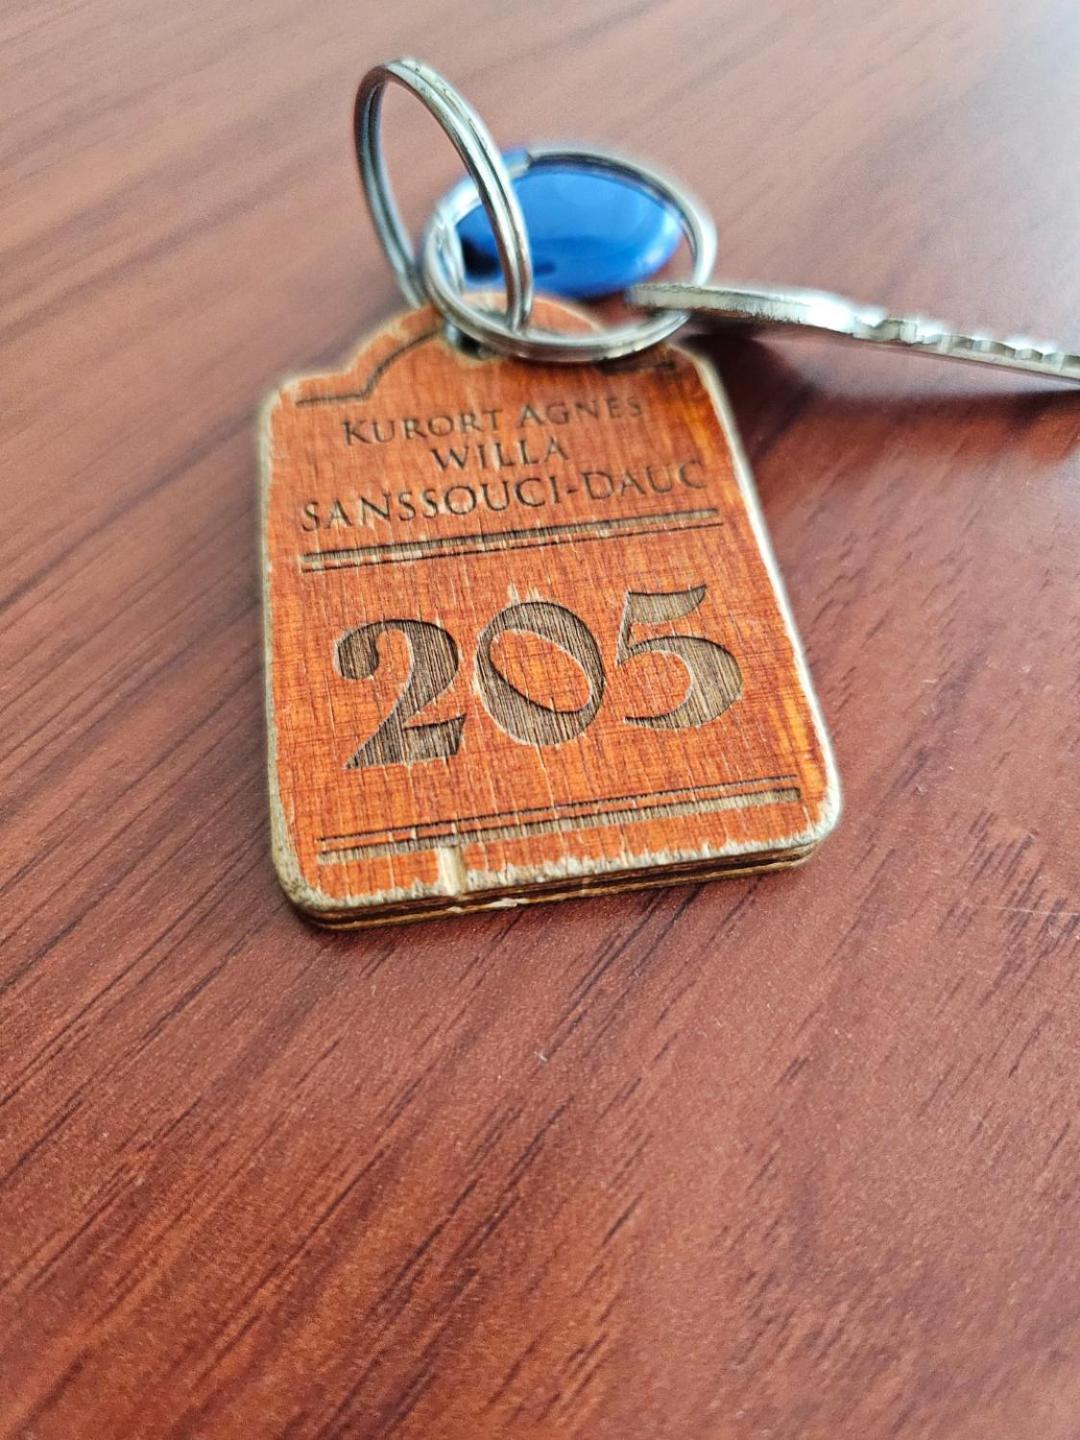 KURORT AGNES
WILLA
SANSSOUCI-DAUC
205